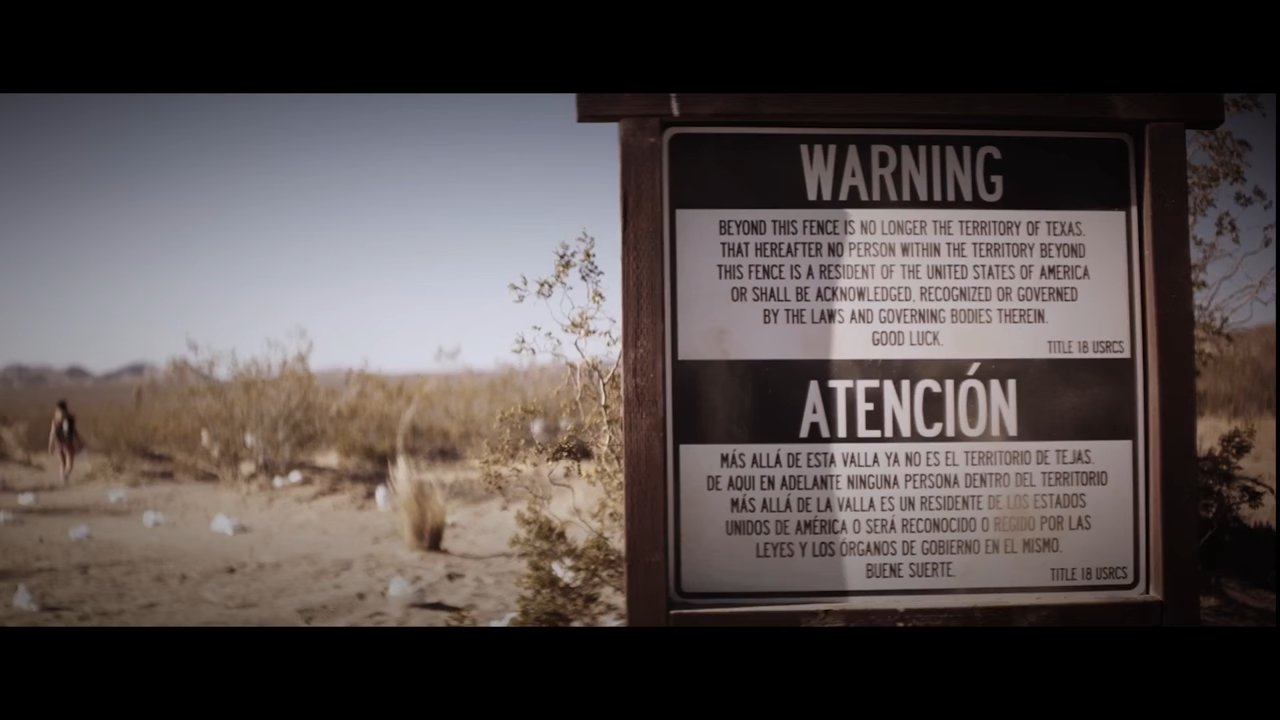 WARNING
BEYOND THIS FENCE IS NO LONGER THE TERRITORY OF TEXAS.
THAT HEREAFTER NO PERSON WITHIN THE TERRITORY BEYOND
THIS FENCE IS A RESIDENT OF THE UNITED STATES OF AMERICA
OR SHALL BE ACKNOWLEDGED, RECOGNIZED OR GOVERNED
BY THE LAWS AND GOVERNING BODIES THEREIN.
GOOD LUCK.
TITLE 18 USRCS
ATENCIÓN
MÁS ALLÁ DE ESTA VALLA YA NO ES EL TERRITORIO DE TEJAS.
DE AQUI EN ADELANTE NINGUNA PERSONA DENTRO DEL TERRITORIO
MÁS ALLÁ DE LA VALLA ES UN RESIDENTE DE LOS ESTADOS
UNIDOS DE AMÉRICA O SERÁ RECONOCIDO O REGIDO POR LAS
LEYES Y LOS ÓRGANOS DE GOBIERNO EN EL MISMO.
BUENE SUERTE.
TITLE 18 USRCS